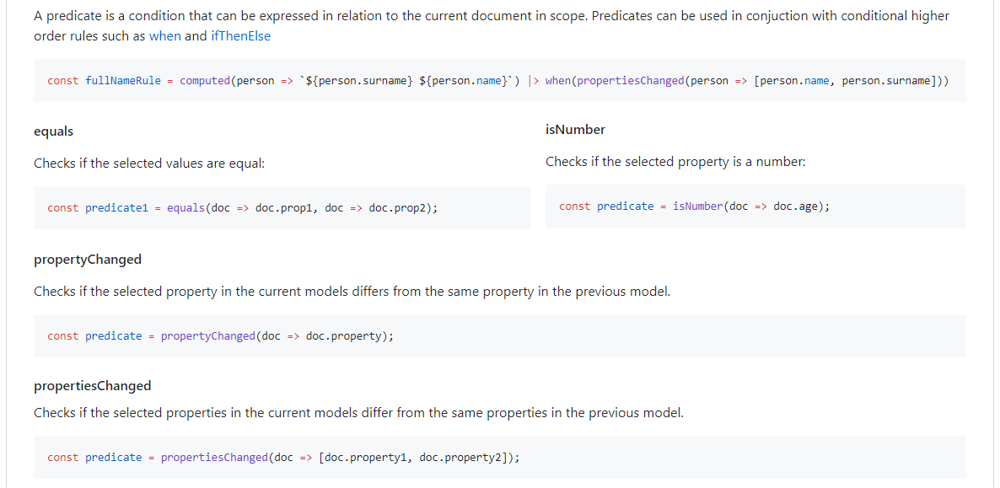 A predicate is a condition that can be expressed in relation to the current document in scope. Predicates can be used in conjuction with conditional higher
order rules such as when and ifThenElse
const fullNameRule = computed(person => `${person.surname} ${person.name}`) |> when(propertiesChanged(person => [person.name, person.surname]))
equals
Checks if the selected values are equal:
const predicate1 = equals(doc => doc.prop1, doc => doc.prop2);
isNumber
Checks if the selected property is a number:
const predicate = isNumber(doc => doc.age);
propertyChanged
Checks if the selected property in the current models differs from the same property in the previous model.
const predicate = propertyChanged(doc => doc.property);
propertiesChanged
Checks if the selected properties in the current models differ from the same properties in the previous model.
const predicate = propertiesChanged(doc => [doc.property1, doc.property2]);